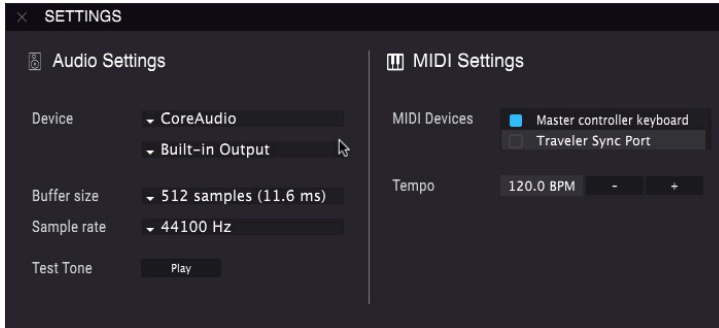 SETTINGS
Audio Settings
Device
CoreAudio
Built-in Output
Buffer size
512 samples (11.6 ms)
Sample rate
44100 Hz
Test Tone
Play
MIDI Settings
MIDI Devices
Master controller keyboard
Traveler Sync Port
Tempo
120.0 BPM
-
+